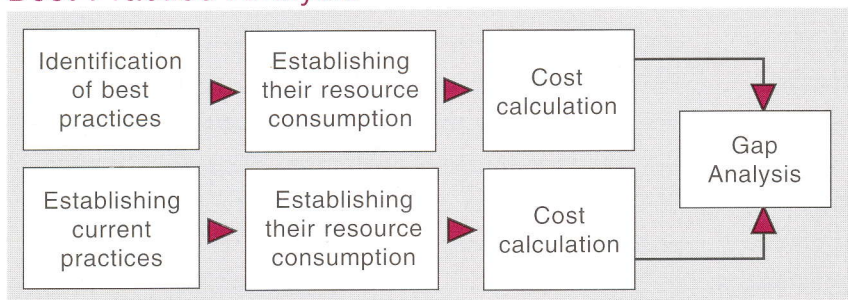 Identification
of best
practices
Establishing
their resource
consumption
Cost
calculation
Gap
Analysis
Establishing
current
practices
Establishing
their resource
consumption
Cost
calculation